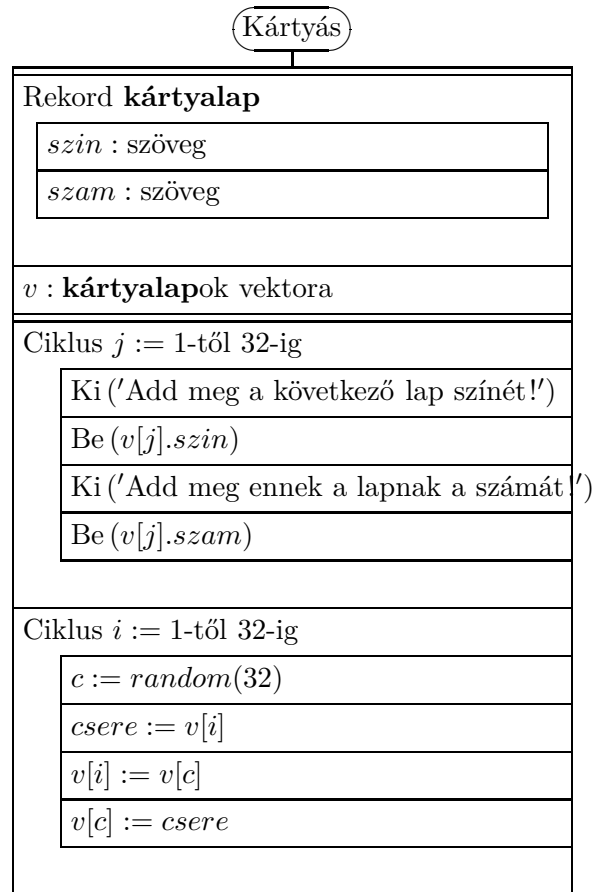 Kártyás
Rekord kártyalap
szin : szöveg
szam : szöveg
v : kártyalapok vektora
Ciklus j := 1-től 32-ig
Ki ('Add meg a következő lap színét!')
Be (v[j].szin)
Ki ('Add meg ennek a lapnak a számát!')
Be (v[j].szam)
Ciklus i := 1-től 32-ig
c := random(32)
csere := v[i]
v[i] := v[c]
v[c] := csere